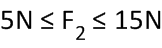 5N ≤ F₂ ≤ 15N